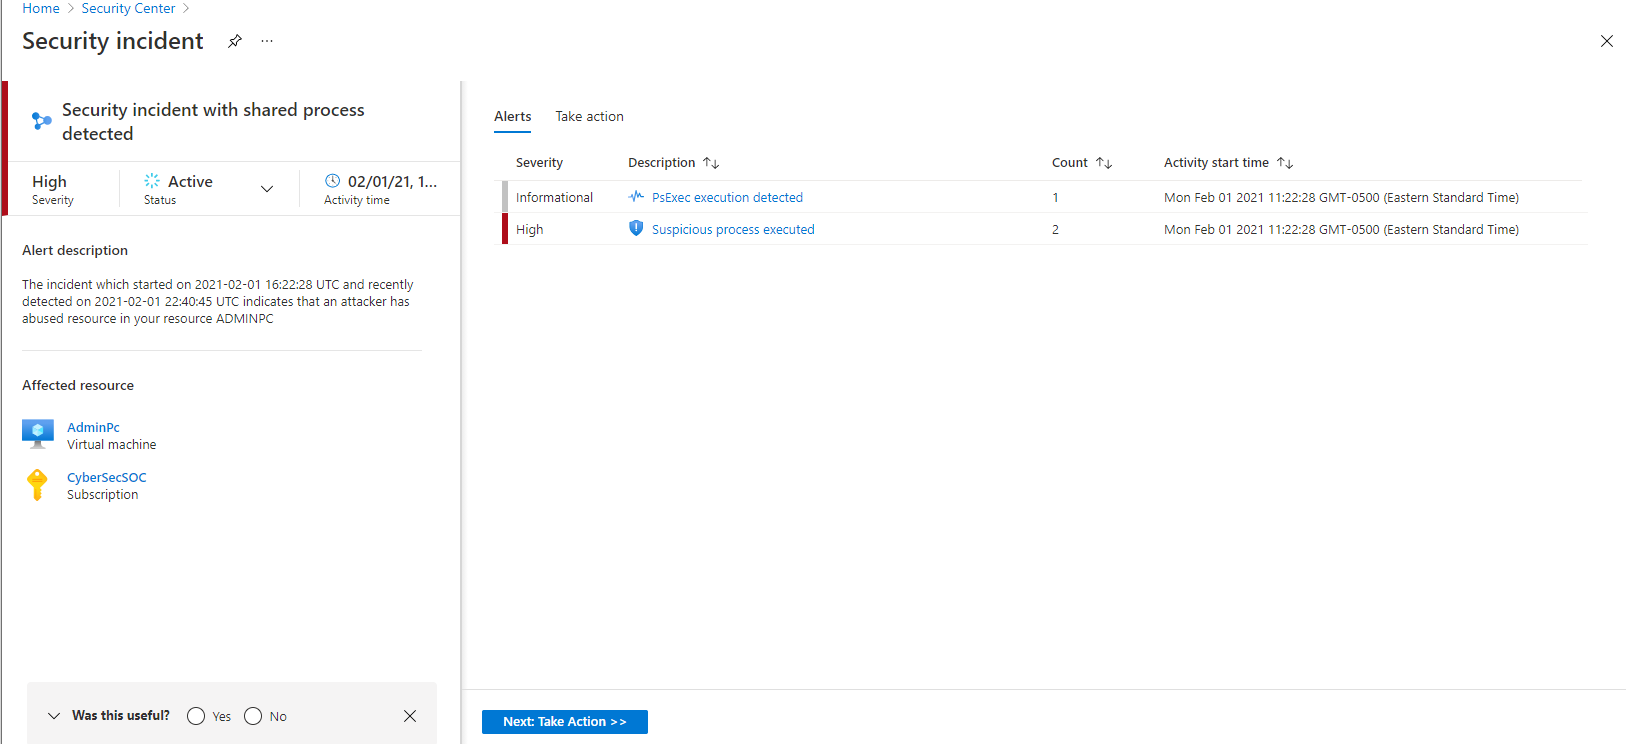 Home > Security Center >
Security incident ...
Security incident with shared process
detected
High
Severity
Active
Status
02/01/21, 1...
Activity time
Alert description
The incident which started on 2021-02-01 16:22:28 UTC and recently
detected on 2021-02-01 22:40:45 UTC indicates that an attacker has
abused resource in your resource ADMINPC
Affected resource
AdminPc
Virtual machine
CyberSecSOC
Subscription
Was this useful? Yes No
Alerts Take action
Severity Description Count Activity start time
Informational PsExec execution detected 1 Mon Feb 01 2021 11:22:28 GMT-0500 (Eastern Standard Time)
High Suspicious process executed 2 Mon Feb 01 2021 11:22:28 GMT-0500 (Eastern Standard Time)
Next: Take Action >>